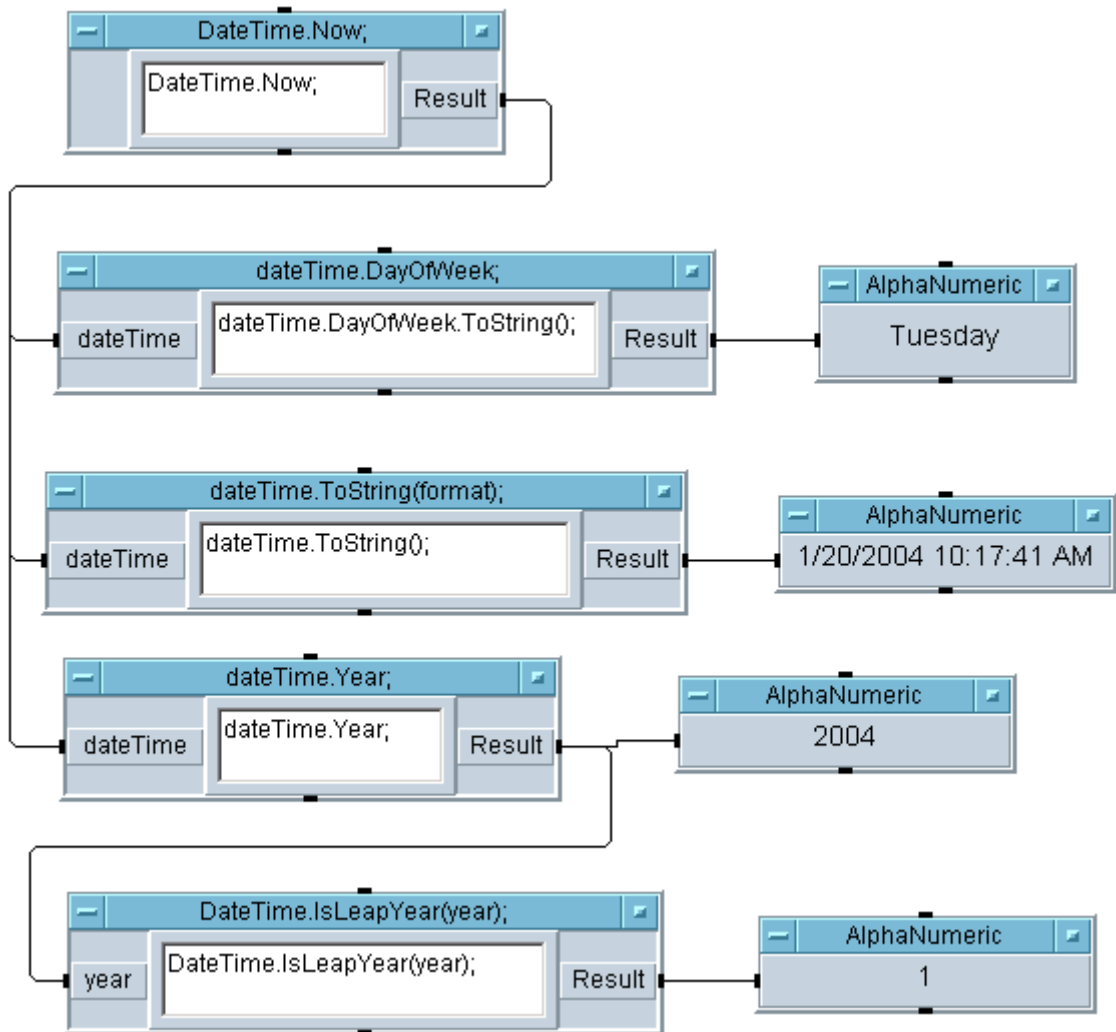 DateTime.Now;
DateTime.Now;
Result
dateTime.DayOfWeek;
dateTime
dateTime.DayOfWeek.ToString();
Result
AlphaNumeric
Tuesday
dateTime.ToString(format);
dateTime
dateTime.ToString();
Result
AlphaNumeric
1/20/2004 10:17:41 AM
dateTime.Year;
dateTime
dateTime.Year;
Result
AlphaNumeric
2004
DateTime.IsLeapYear(year);
year
DateTime.IsLeapYear(year);
Result
AlphaNumeric
1